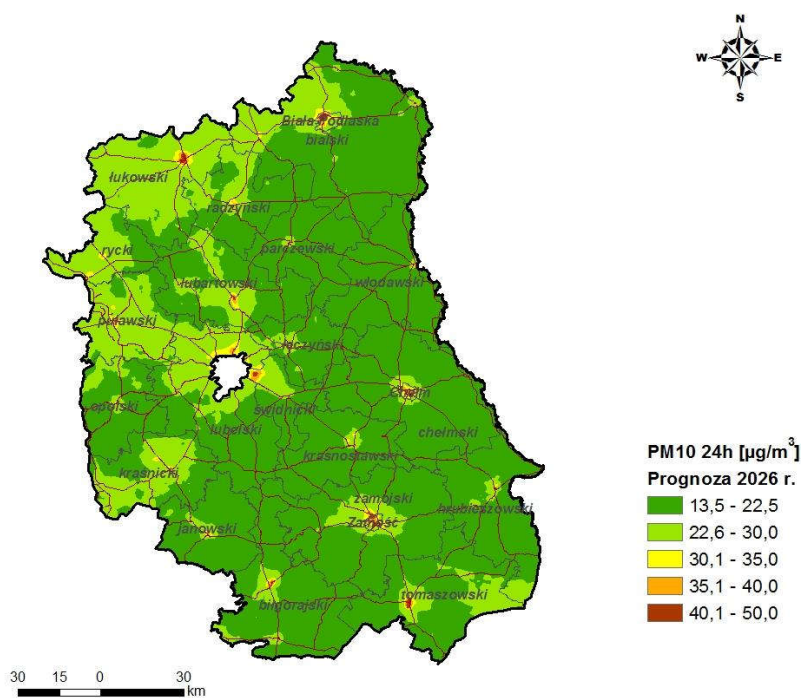 N
W E
S
Biała Podlaska
bialski
łukowski
radzyński
parczewski
rycki
lubartowski
włodawski
puławski
łęczyński
Chełm
opolski
świdnicki
lubelski
chełmski
krasnostawski
kraśnicki
zamojski
hrubieszowski
Zamość
janowski
tomaszowski
biłgorajski
PM10 24h [µg/m³]
Prognoza 2026 r.
13,5 - 22,5
22,6 - 30,0
30,1 - 35,0
35,1 - 40,0
40,1 - 50,0
30 15 0 30
km